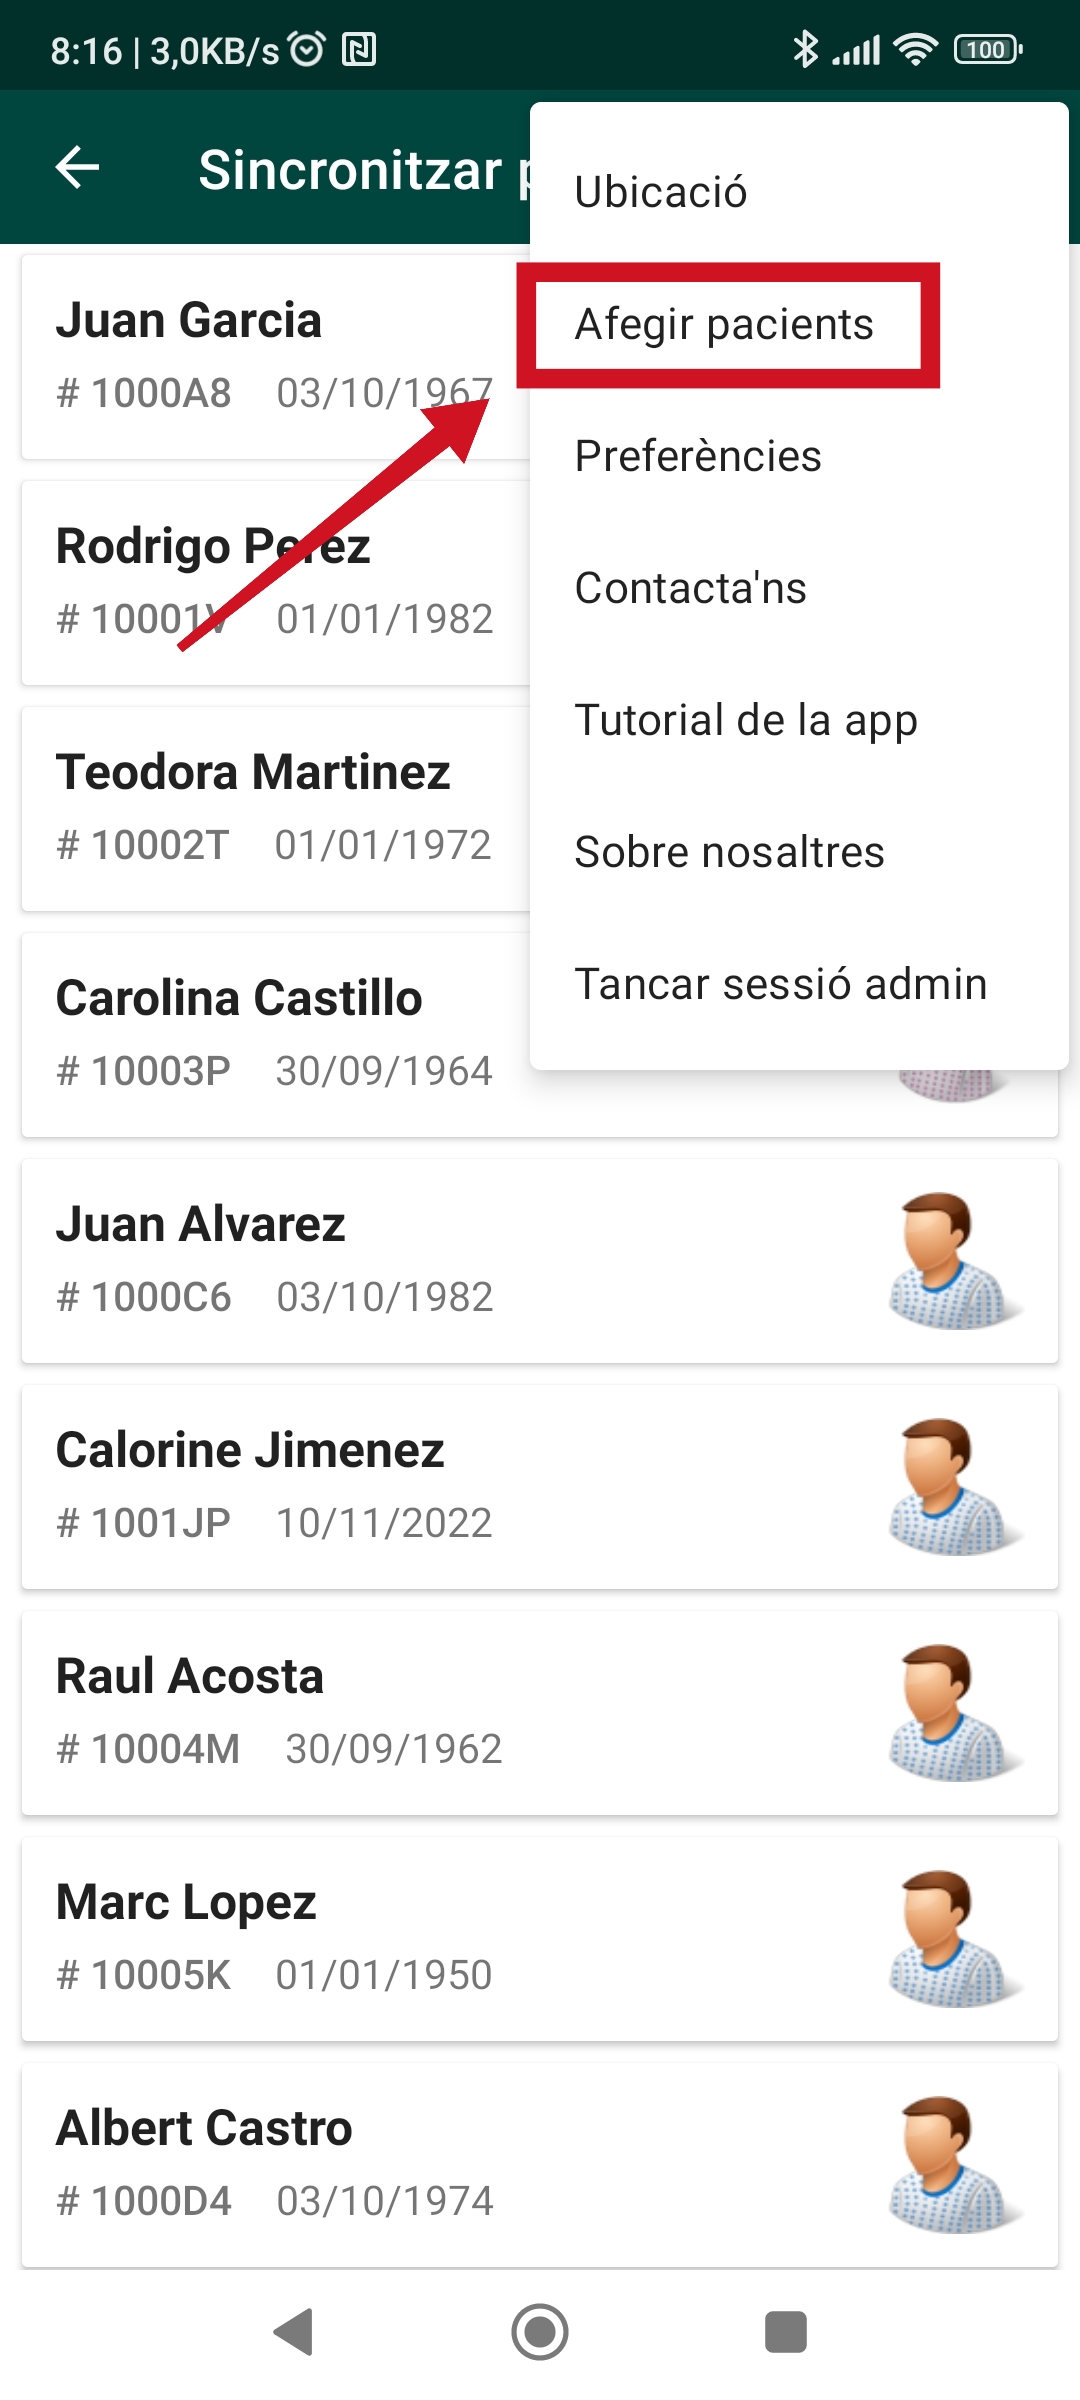 8:16 | 3,0KB/s
100
Sincronitzar
Ubicació
Afegir pacients
Preferències
Contacta'ns
Tutorial de la app
Sobre nosaltres
Tancar sessió admin
Juan Garcia
# 1000A8 03/10/1967
Rodrigo Perez
# 10001V 01/01/1982
Teodora Martinez
# 10002T 01/01/1972
Carolina Castillo
# 10003P 30/09/1964
Juan Alvarez
# 1000C6 03/10/1982
Calorine Jimenez
# 1001JP 10/11/2022
Raul Acosta
# 10004M 30/09/1962
Marc Lopez
# 10005K 01/01/1950
Albert Castro
# 1000D4 03/10/1974